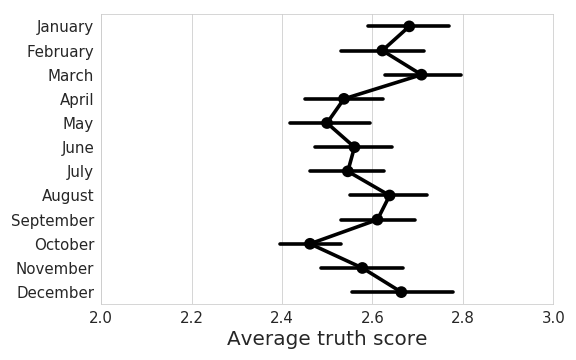 January
February
March
April
May
June
July
August
September
October
November
December
2.0 2.2 2.4 2.6 2.8 3.0
Average truth score